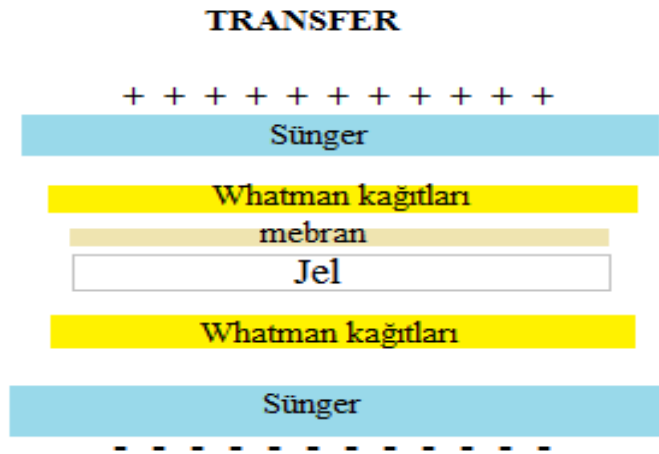 TRANSFER
+ + + + + + + + + + +
Sünger
Whatman kağıtları
mebran
Jel
Whatman kağıtları
Sünger
- - - - - - - - - - - -